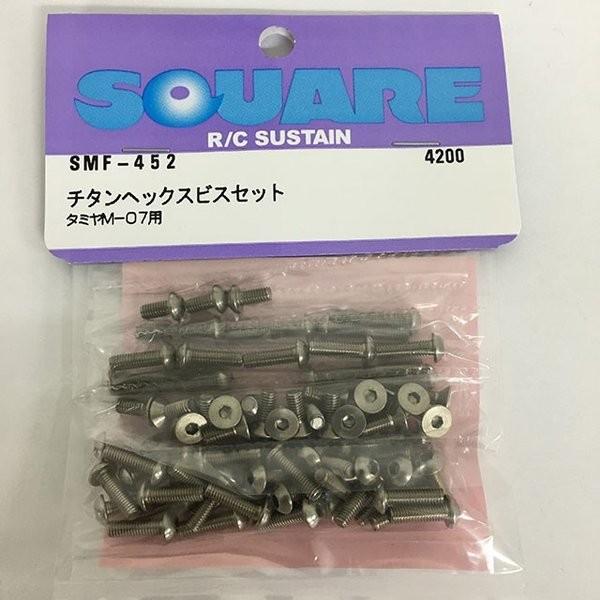 SQUARE
R/C SUSTAIN
SMF-452 4200
チタンヘックスビスセット
タミヤM-07用